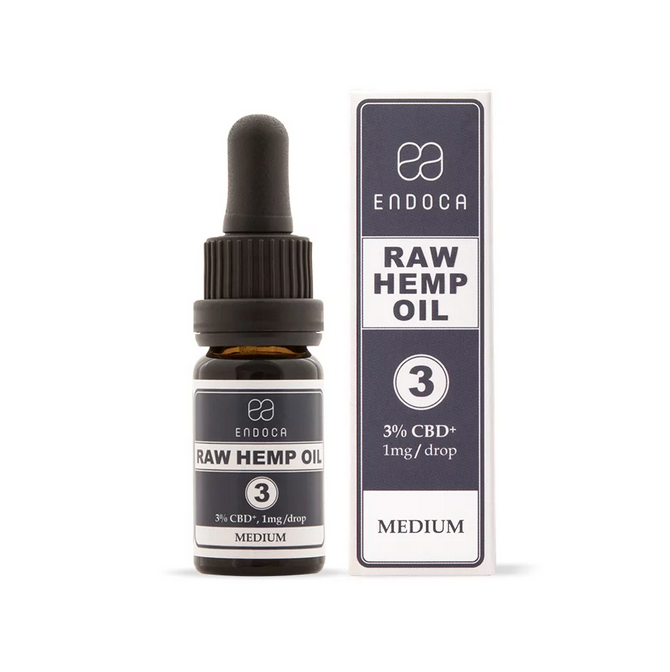 ENDOCA
RAW HEMP OIL
3
3% CBD+, 1mg/drop
MEDIUM
ENDOCA
RAW
HEMP
OIL
3
3% CBD+
1mg/drop
MEDIUM